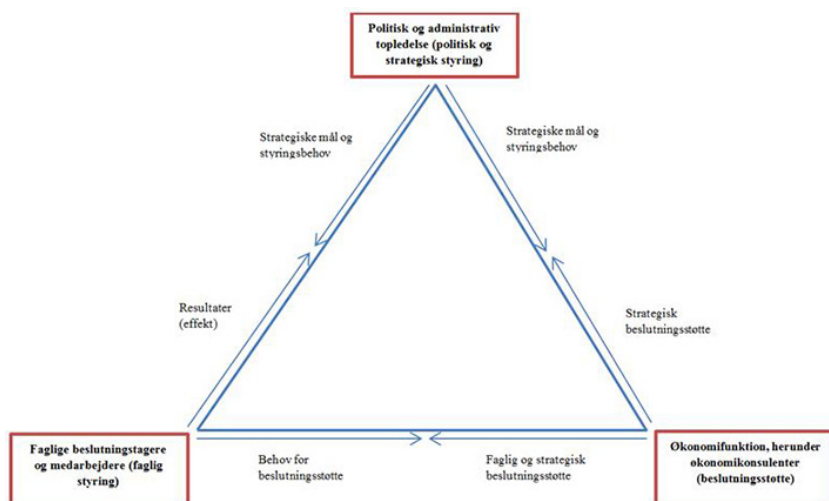 Politisk og administrativ
topledelse (politisk og
strategisk styring)
Strategiske mål og
styringsbehov
Strategiske mål og
styringsbehov
Resultater
(effekt)
Strategisk
beslutningsstøtte
Faglige beslutningstagere
og medarbejdere (faglig
styring)
Behov for
beslutningsstøtte
Faglig og strategisk
beslutningsstøtte
Økonomifunktion, herunder
økonomikonsulenter
(beslutningsstøtte)